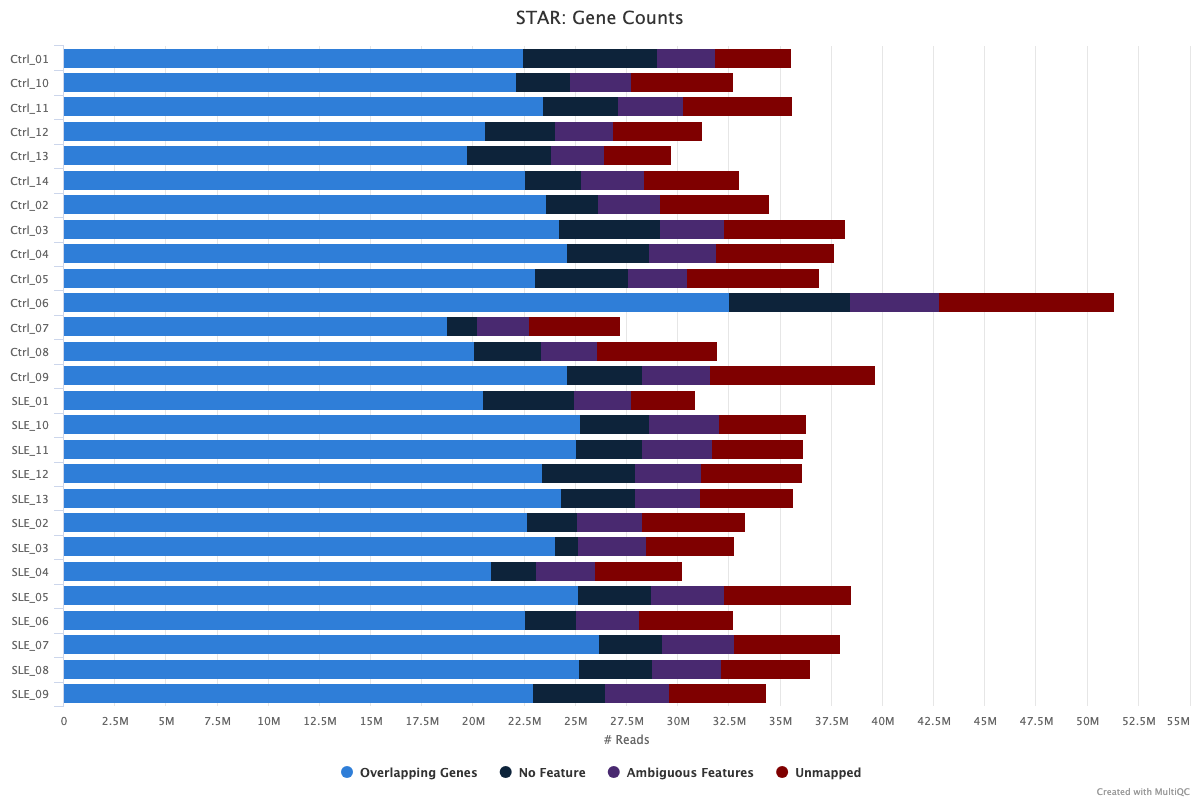 STAR: Gene Counts
Ctrl_01
Ctrl_10
Ctrl_11
Ctrl_12
Ctrl_13
Ctrl_14
Ctrl_02
Ctrl_03
Ctrl_04
Ctrl_05
Ctrl_06
Ctrl_07
Ctrl_08
Ctrl_09
SLE_01
SLE_10
SLE_11
SLE_12
SLE_13
SLE_02
SLE_03
SLE_04
SLE_05
SLE_06
SLE_07
SLE_08
SLE_09
0 2.5M 5M 7.5M 10M 12.5M 15M 17.5M 20M 22.5M 25M 27.5M 30M 32.5M 35M 37.5M 40M 42.5M 45M 47.5M 50M 52.5M 55M
# Reads
Overlapping Genes No Feature Ambiguous Features Unmapped
Created with MultiQC